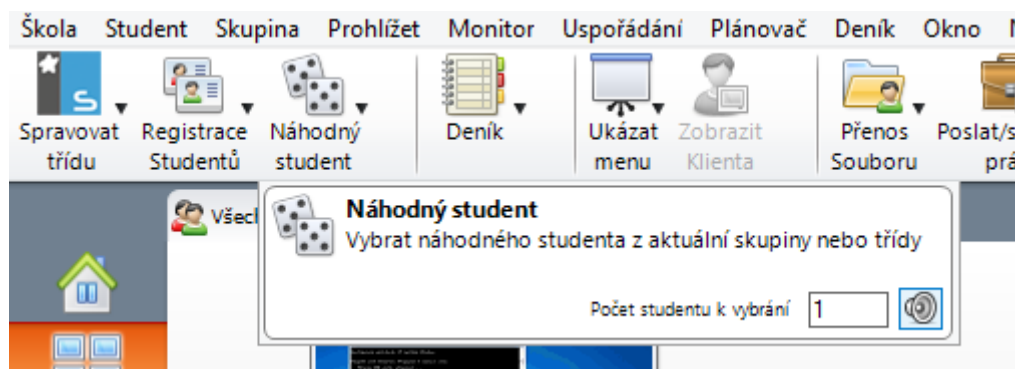 Škola Student Skupina Prohlížet Monitor Uspořádání Plánovač Deník Okno
Spravovat třídu
Registrace Studentů
Náhodný student
Deník
Ukázat menu
Zobrazit Klienta
Přenos Souboru
Poslat/s
prá
Všech
Náhodný student
Vybrat náhodného studenta z aktuální skupiny nebo třídy
Počet studentu k vybrání 1